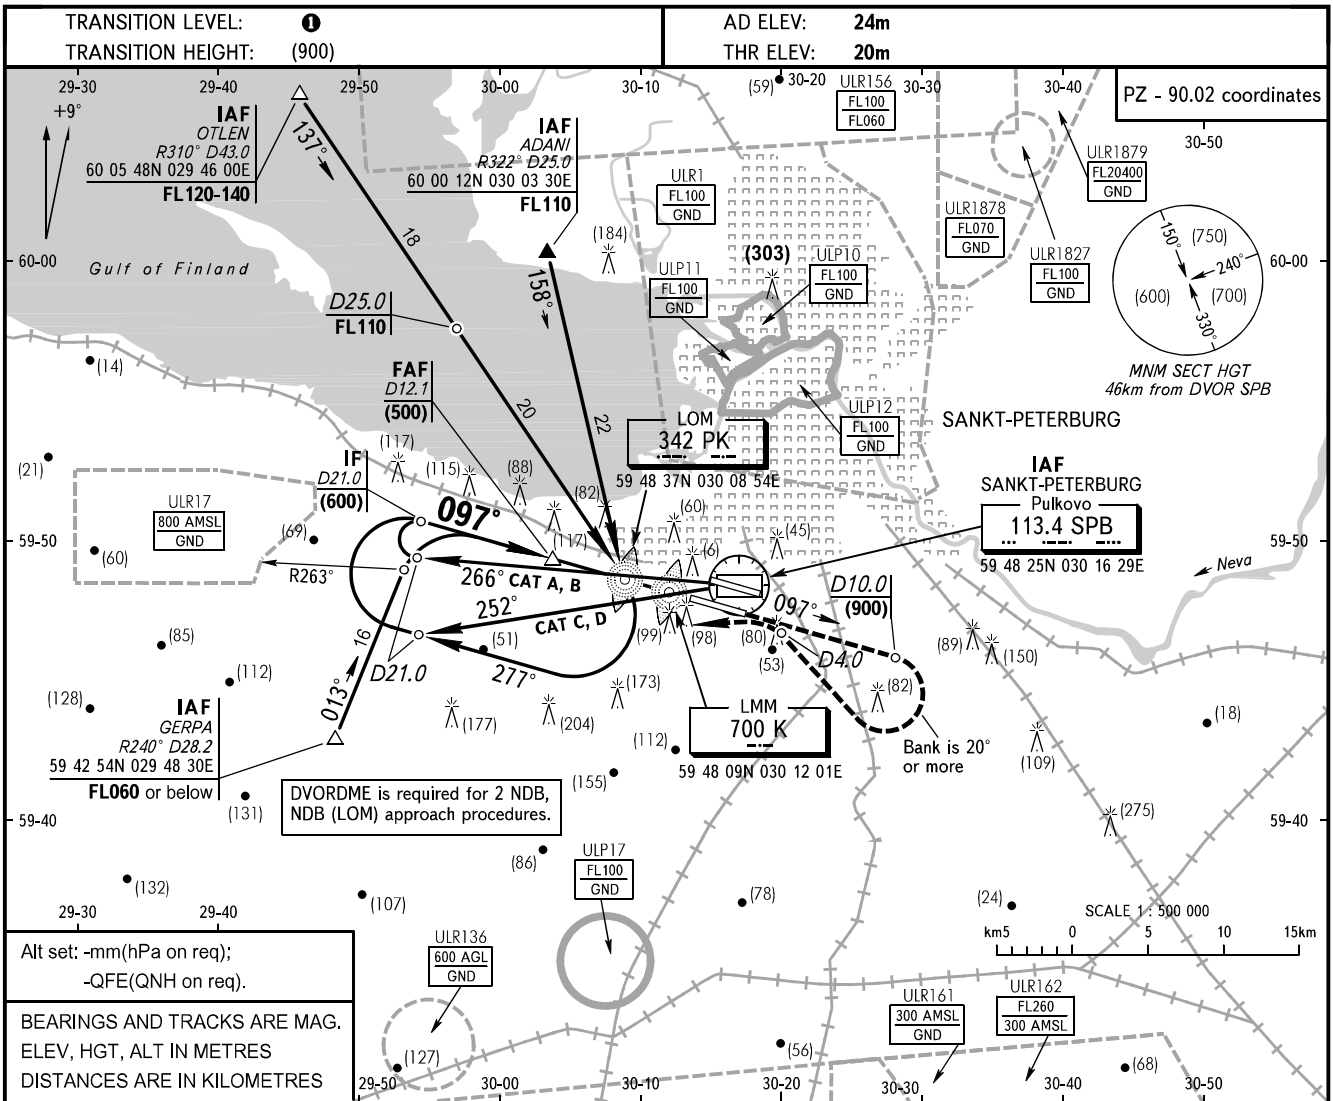 TRANSITION LEVEL: ❶
TRANSITION HEIGHT: (900)
AD ELEV: 24m
THR ELEV: 20m
29-30
29-40
29-50
30-00
30-10
(59)
30-20
30-30
30-40
30-50
PZ - 90.02 coordinates
+9°
IAF
OTLEN
R310° D43.0
60 05 48N 029 46 00E
FL120-140
137°
18
IAF
ADANI
R322° D25.0
60 00 12N 030 03 30E
FL110
158°
22
ULR156
FL100
FL060
ULR1
FL100
GND
ULR1879
FL20400
GND
ULR1878
FL070
GND
ULR1827
FL100
GND
150°
(750)
240°
(600)
(700)
330°
MNM SECT HGT
46km from DVOR SPB
60-00
60-00
Gulf of Finland
(184)
(303)
ULP11
FL100
GND
ULP10
FL100
GND
D25.0
FL110
20
(14)
FAF
D12.1
(500)
ULP12
FL100
GND
SANKT-PETERBURG
LOM
342 PK
59 48 37N 030 08 54E
(21)
(117)
(115)
(88)
(82)
(60)
(117)
(6)
(45)
IF
D21.0
(600)
097°
ULR17
800 AMSL
GND
(69)
(60)
IAF
SANKT-PETERBURG
Pulkovo
113.4 SPB
59 48 25N 030 16 29E
59-50
59-50
Neva
R263°
266° CAT A, B
252°
CAT C, D
277°
D21.0
16
013°
097°
D10.0
(900)
D4.0
(51)
(99)
(98)
(80)
(53)
(89)
(150)
(82)
(85)
(112)
(128)
(177)
(204)
(173)
(112)
(155)
(18)
(109)
(275)
IAF
GERPA
R240° D28.2
59 42 54N 029 48 30E
FL060 or below
LMM
700 K
59 48 09N 030 12 01E
Bank is 20°
or more
DVORDME is required for 2 NDB,
NDB (LOM) approach procedures.
(131)
59-40
59-40
(86)
ULP17
FL100
GND
(132)
(107)
(78)
(24)
29-30
29-40
SCALE 1 : 500 000
km5 0 5 10 15km
Alt set: -mm(hPa on req);
-QFE(QNH on req).
ULR136
600 AGL
GND
ULR161
300 AMSL
GND
ULR162
FL260
300 AMSL
BEARINGS AND TRACKS ARE MAG.
ELEV, HGT, ALT IN METRES
DISTANCES ARE IN KILOMETRES
(127)
(56)
(68)
29-50
30-00
30-10
30-20
30-30
30-40
30-50